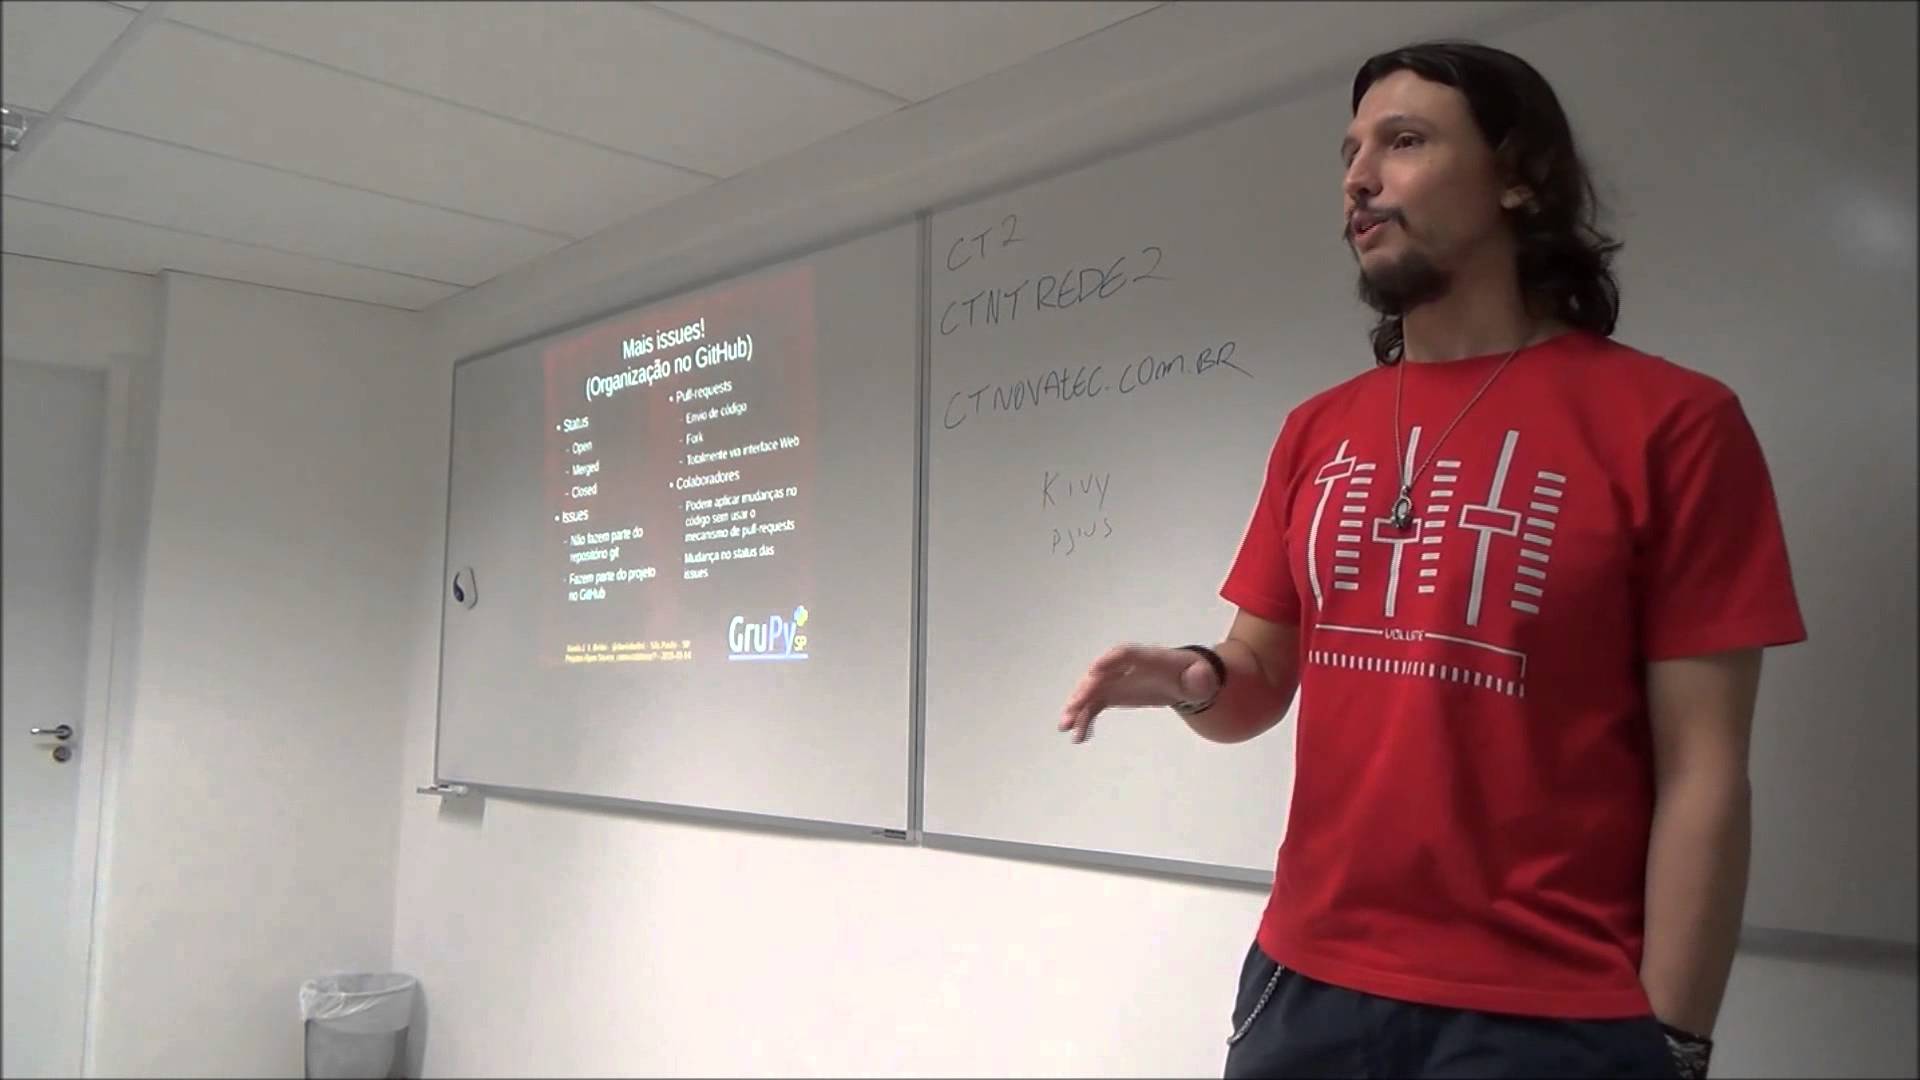 Mais issues!
(Organização no GitHub)
• Status
- Open
- Merged
- Closed
• Issues
- Não fazem parte do
repositório git
- Fazem parte do projeto
no GitHub
• Pull-requests
- Envio de código
- Fork
- Totalmente via interface Web
• Colaboradores
- Podem aplicar mudanças no
código sem usar o
mecanismo de pull-requests
Mudança no status das
issues
GruPy
SP
CT2
CTNTREDE2
CTNOVATEC.COM.BR
Kivy
pjius
VOLUME